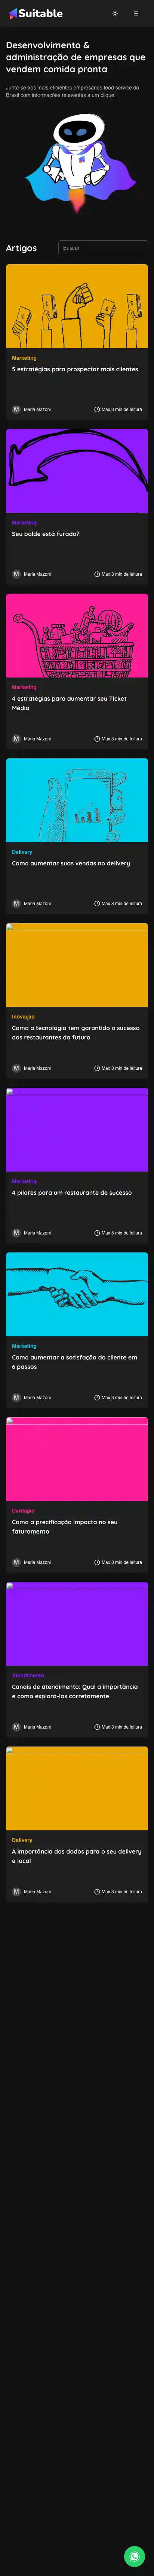 Suitable
Desenvolvimento &
administração de empresas que
vendem comida pronta
Junte-se aos mais eficientes empresários food service do
Brasil com informações relevantes a um clique.
Artigos
Buscar
Marketing
5 estratégias para prospectar mais clientes
M Maria Mazoni Max 3 min de leitura
Marketing
Seu balde está furado?
M Maria Mazoni Max 3 min de leitura
Marketing
4 estratégias para aumentar seu Ticket
Médio
M Maria Mazoni Max 3 min de leitura
Delivery
Como aumentar suas vendas no delivery
M Maria Mazoni Max 8 min de leitura
Inovação
Como a tecnologia tem garantido o sucesso
dos restaurantes do futuro
M Maria Mazoni Max 3 min de leitura
Marketing
4 pilares para um restaurante de sucesso
M Maria Mazoni Max 8 min de leitura
Marketing
Como aumentar a satisfação do cliente em
6 passos
M Maria Mazoni Max 3 min de leitura
Cardápio
Como a precificação impacta no seu
faturamento
M Maria Mazoni Max 8 min de leitura
Atendimento
Canais de atendimento: Qual a importância
e como explorá-los corretamente
M Maria Mazoni Max 3 min de leitura
Delivery
A importância dos dados para o seu delivery
e local
M Maria Mazoni Max 3 min de leitura